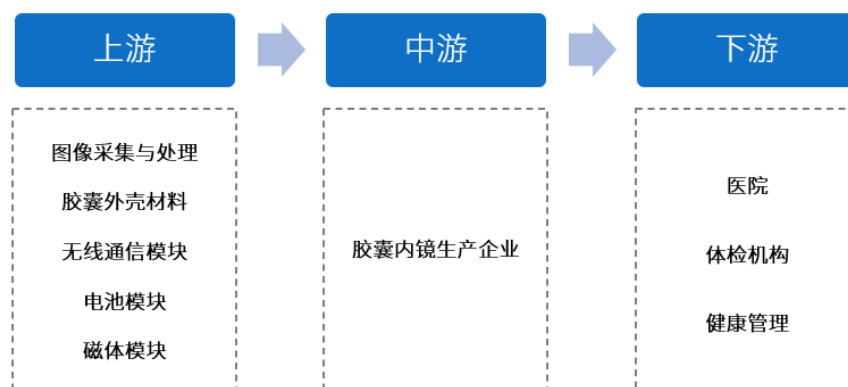 上游
中游
下游
图像采集与处理
胶囊外壳材料
无线通信模块
电池模块
磁体模块
胶囊内镜生产企业
医院
体检机构
健康管理